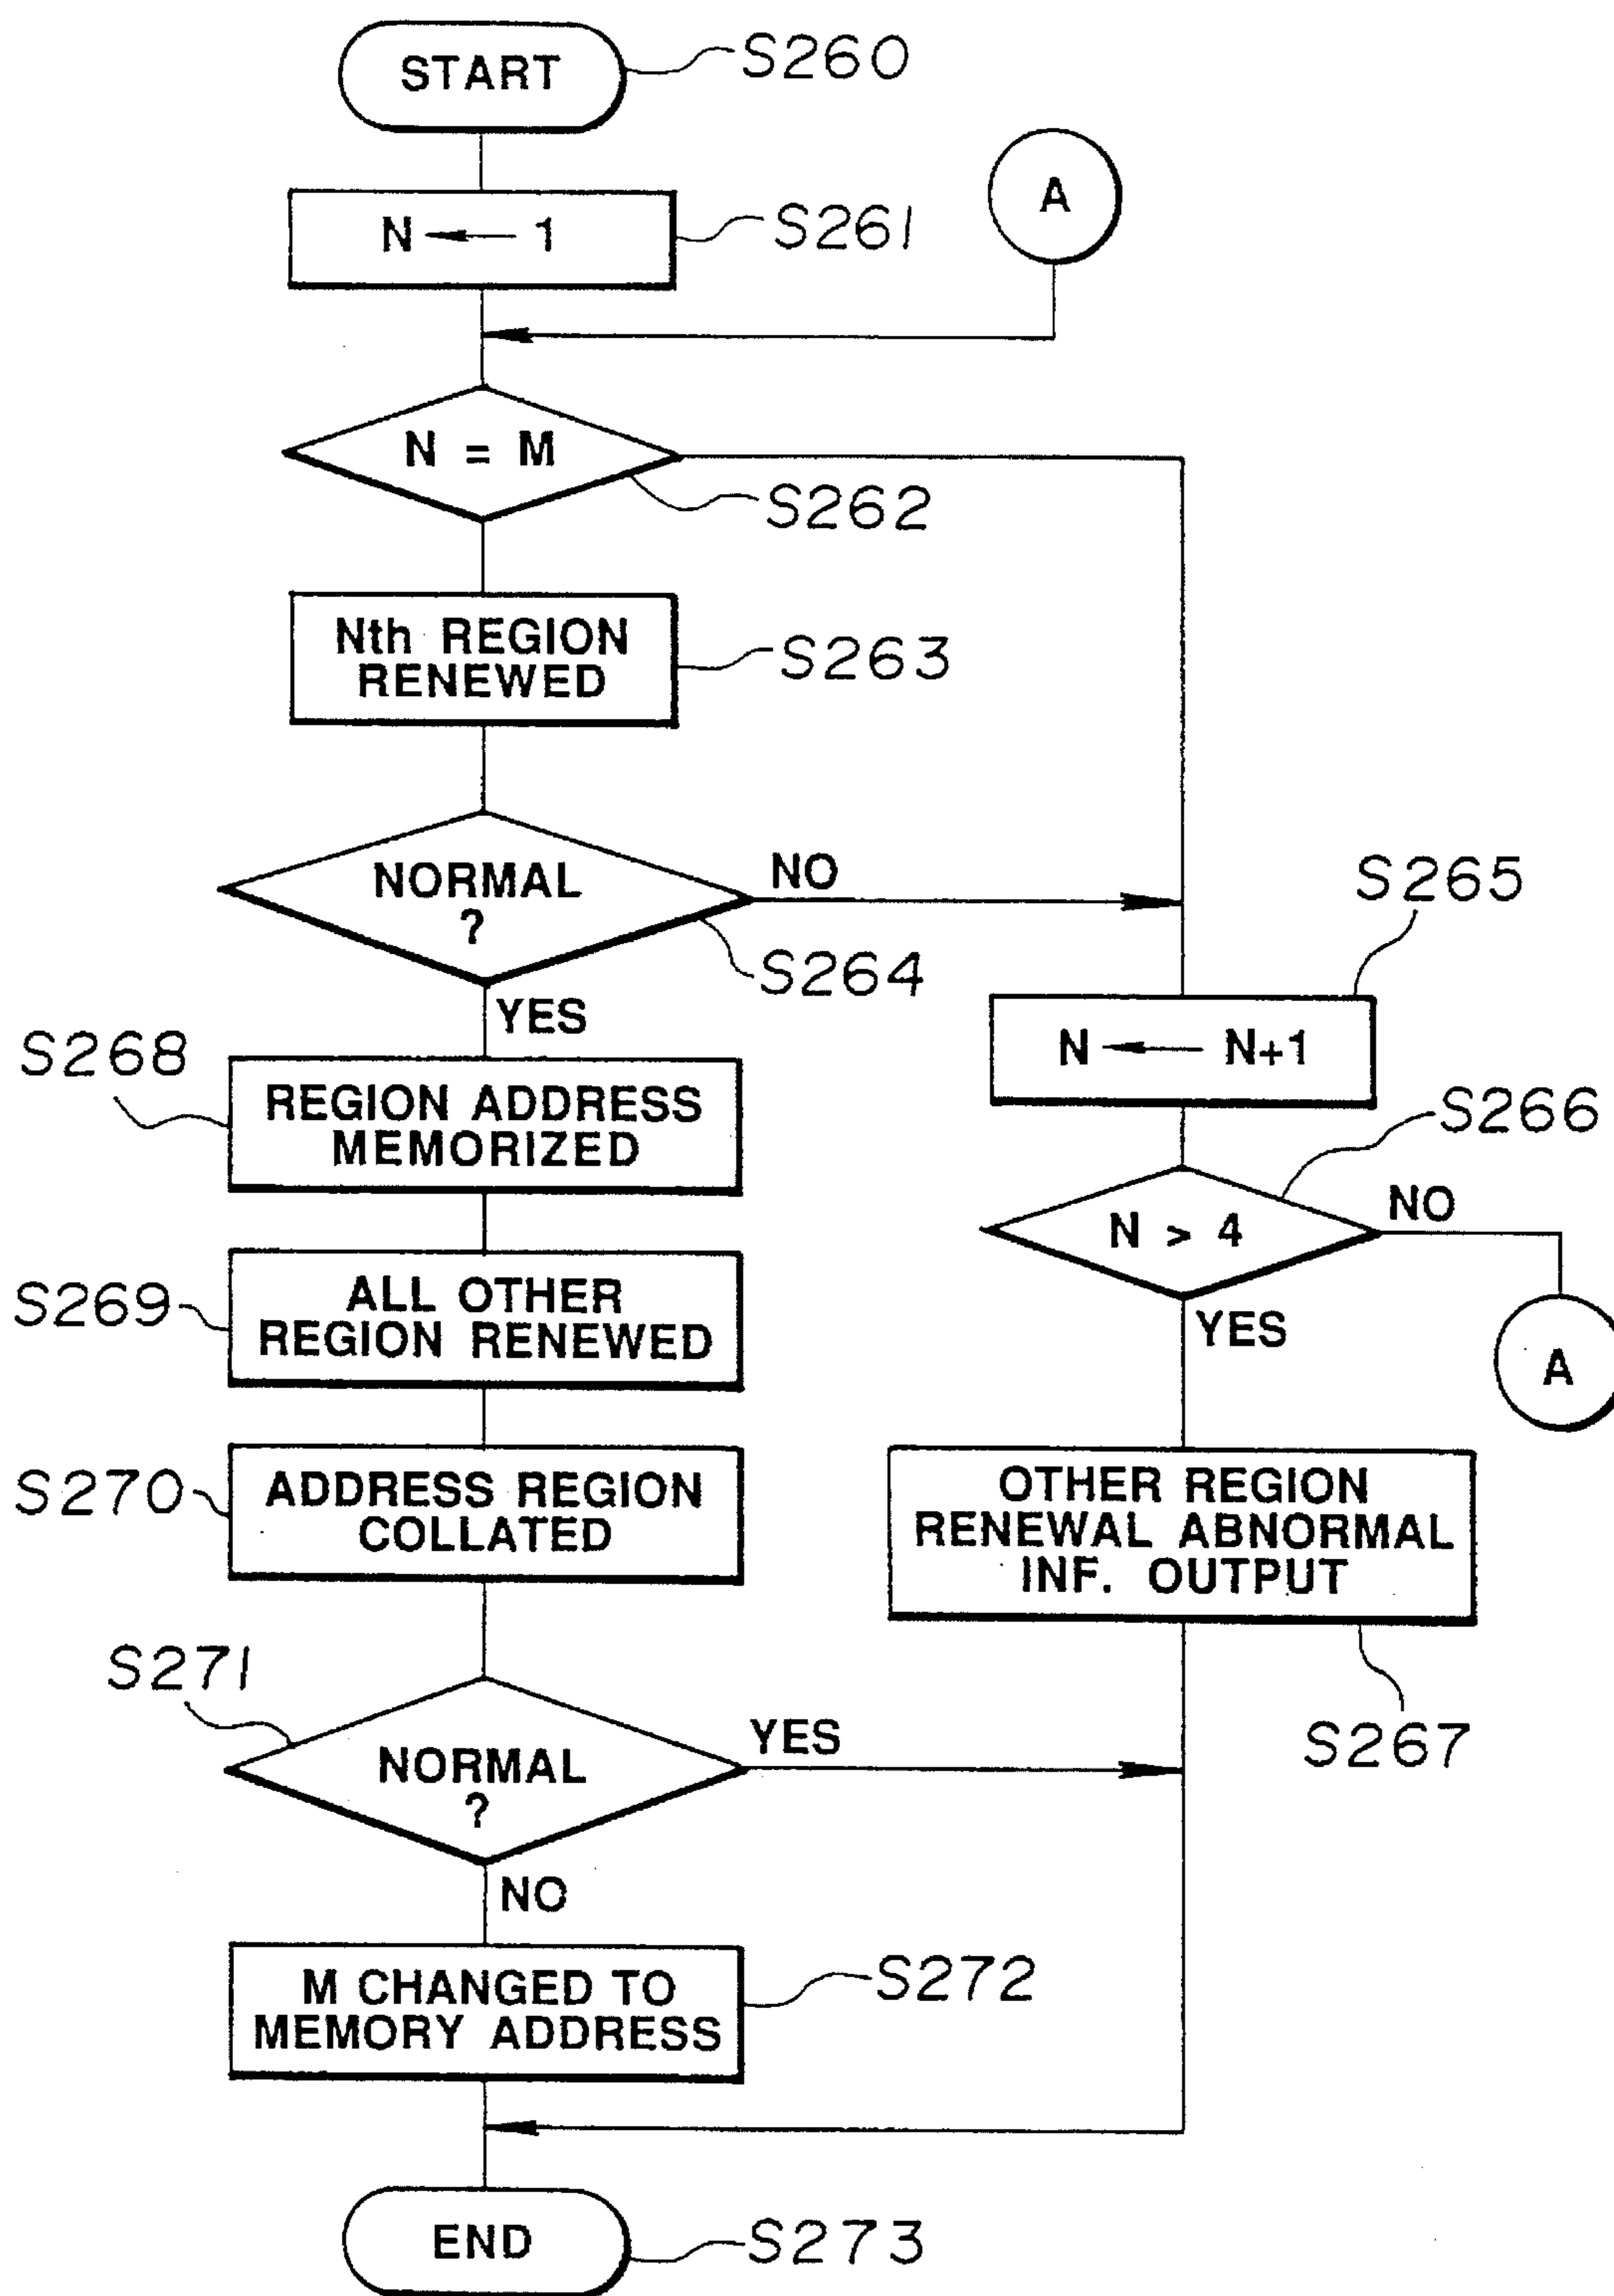 START
S260
A
N ← 1
S261
N = M
S262
Nth REGION
RENEWED
S263
NORMAL
?
NO
S264
YES
S265
N ← N+1
S268
REGION ADDRESS
MEMORIZED
S266
N > 4
NO
YES
A
S269
ALL OTHER
REGION RENEWED
S270
ADDRESS REGION
COLLATED
OTHER REGION
RENEWAL ABNORMAL
INF. OUTPUT
S267
S271
NORMAL
?
YES
NO
M CHANGED TO
MEMORY ADDRESS
S272
END
S273